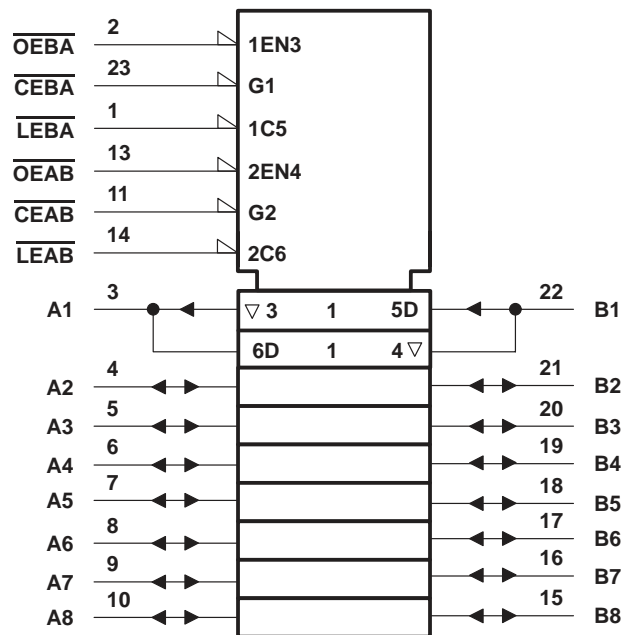 OEBA 2 1EN3
CEBA 23 G1
LEBA 1 1C5
OEAB 13 2EN4
CEAB 11 G2
LEAB 14 2C6
A1 3 ▽ 3 1 5D 22 B1
6D 1 4 ▽
A2 4 21 B2
A3 5 20 B3
A4 6 19 B4
A5 7 18 B5
A6 8 17 B6
A7 9 16 B7
A8 10 15 B8